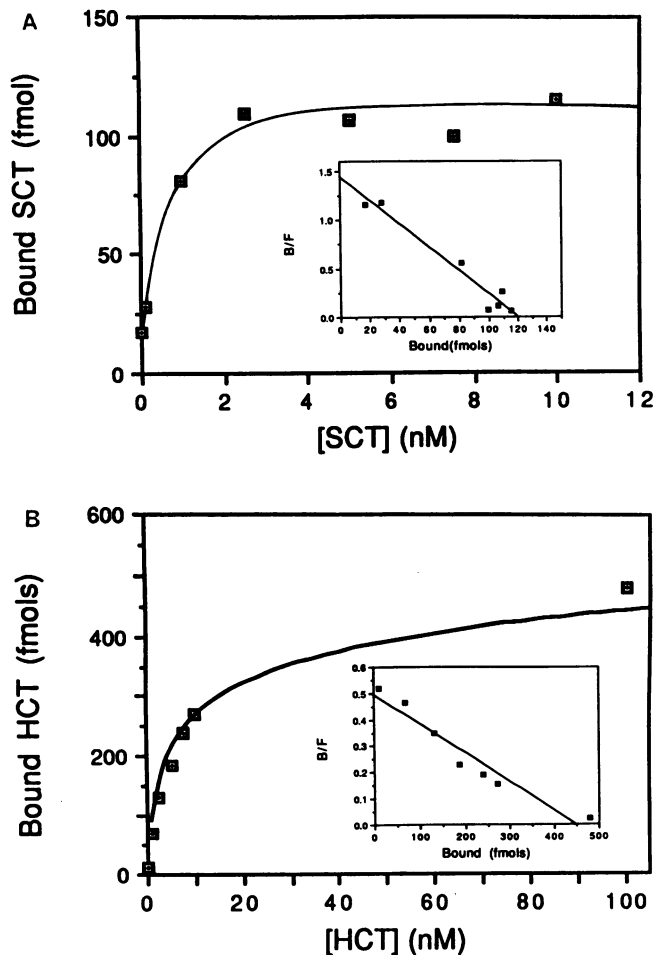 A
150
100
50
0
Bound SCT (fmol)
0 2 4 6 8 10 12
[SCT] (nM)
1.5
1.0
0.5
0.0
B/F
0 20 40 60 80 100 120 140
Bound(fmols)
B
600
400
200
0
Bound HCT (fmols)
0 20 40 60 80 100
[HCT] (nM)
0.6
0.5
0.4
0.3
0.2
0.1
0.0
B/F
0 100 200 300 400 500
Bound (fmols)